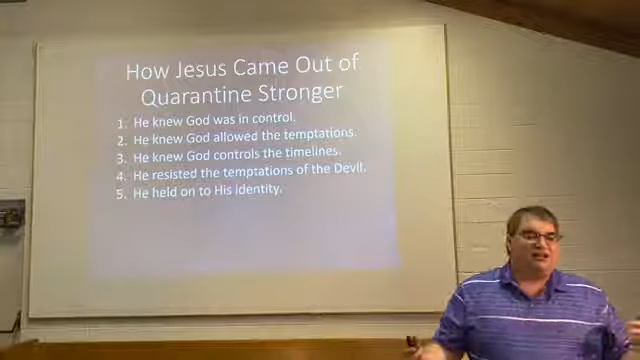 How Jesus Came Out of
Quarantine Stronger
1. He knew God was in control.
2. He knew God allowed the temptations.
3. He knew God controls the timelines.
4. He resisted the temptations of the Devil.
5. He held on to His identity.